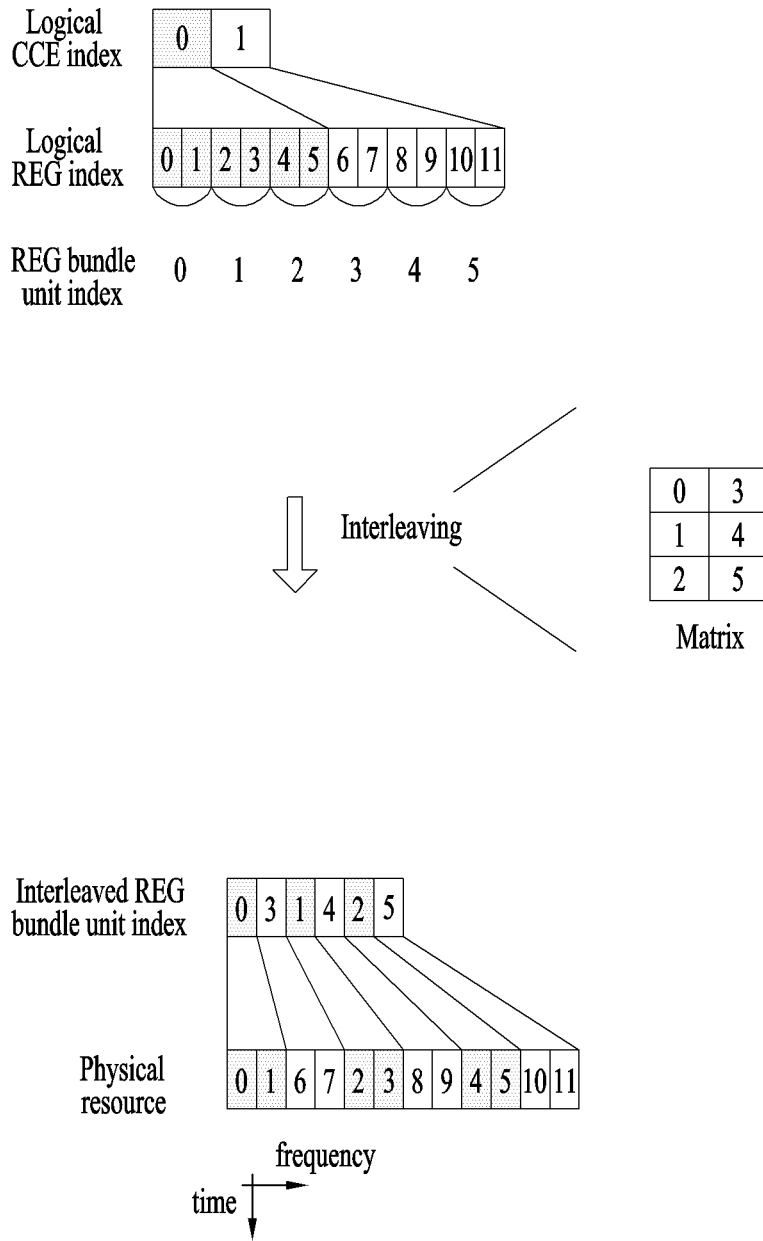 Logical
CCE index
0 1
Logical
REG index
0 1 2 3 4 5 6 7 8 9 10 11
REG bundle
unit index
0 1 2 3 4 5
Interleaving
0 3
1 4
2 5
Matrix
Interleaved REG
bundle unit index
0 3 1 4 2 5
Physical
resource
0 1 6 7 2 3 8 9 4 5 10 11
frequency
time